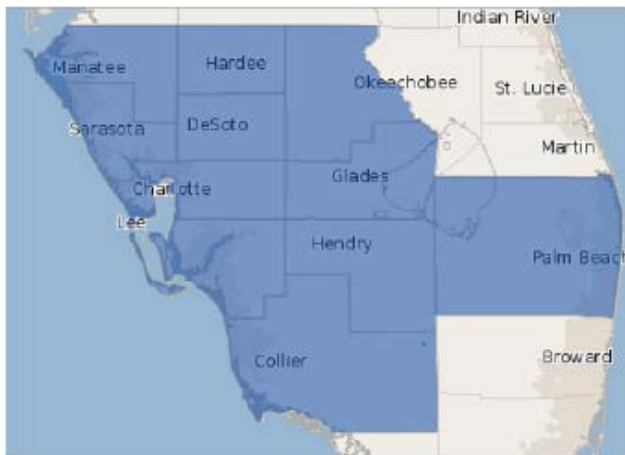 Indian River
Manatee
Hardee
Okeechobee
St. Lucie
Sarasota
DeSoto
Martin
Charlotte
Glades
Lee
Hendry
Palm Beach
Collier
Broward